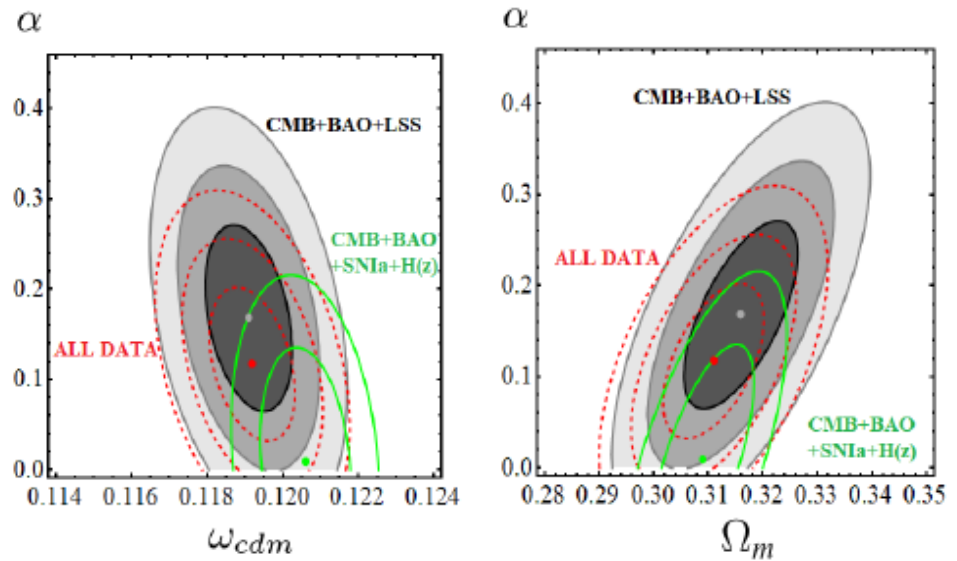 α
α
0.4
0.3
0.2
0.1
0.0
CMB+BAO+LSS
CMB+BAO
+SNIa+H(z)
ALL DATA
0.114 0.116 0.118 0.120 0.122 0.124
ω_cdm
0.4
0.3
0.2
0.1
0.0
CMB+BAO+LSS
ALL DATA
CMB+BAO
+SNIa+H(z)
0.28 0.29 0.30 0.31 0.32 0.33 0.34 0.35
Ω_m